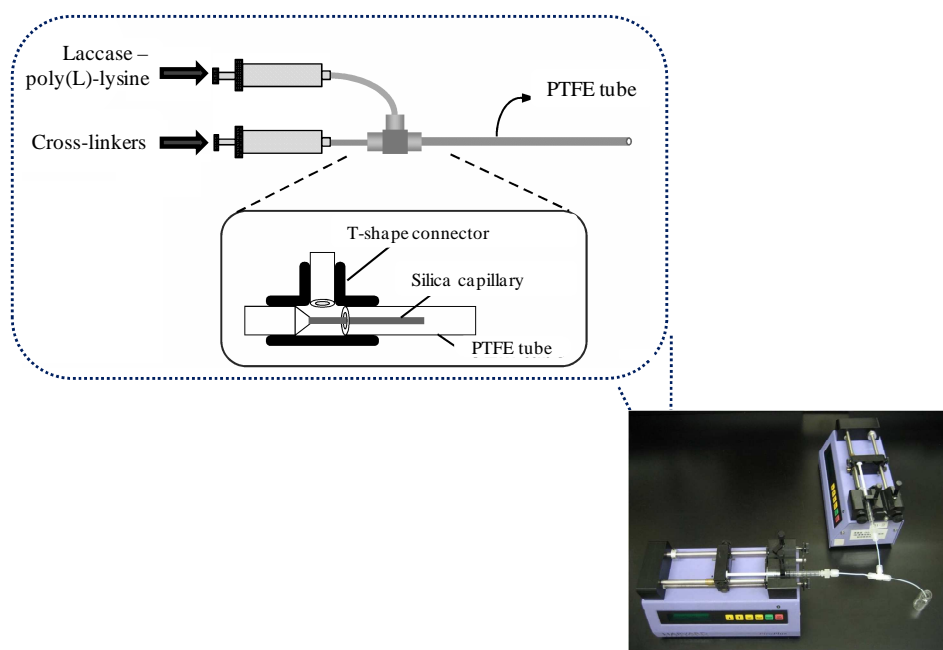 Laccase –
poly(L)-lysine
PTFE tube
Cross-linkers
T-shape connector
Silica capillary
PTFE tube